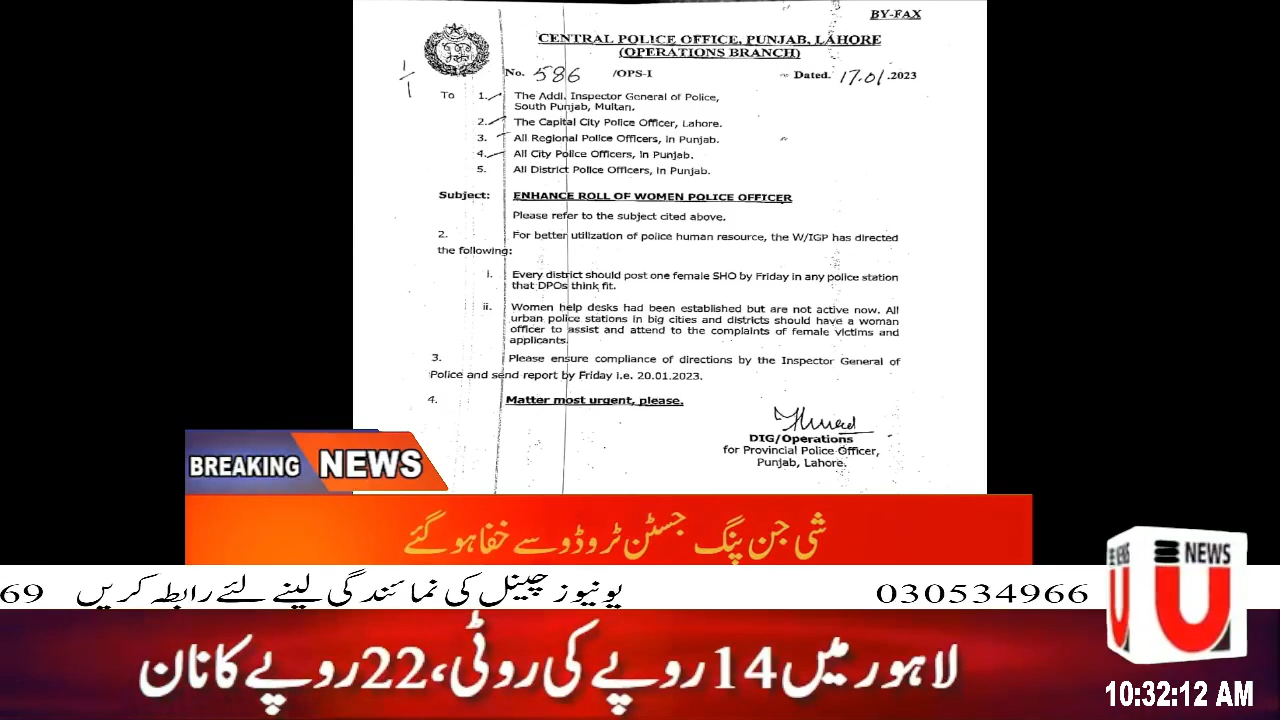 BY-FAX
CENTRAL POLICE OFFICE, PUNJAB, LAHORE
(OPERATIONS BRANCH)
No. 586 /OPS-I Dated. 17.01.2023
1/1
To 1. The Addl. Inspector General of Police,
South Punjab, Multan.
2. The Capital City Police Officer, Lahore.
3. All Regional Police Officers, in Punjab.
4. All City Police Officers, in Punjab.
5. All District Police Officers, in Punjab.
Subject: ENHANCE ROLL OF WOMEN POLICE OFFICER
Please refer to the subject cited above.
2. For better utilization of police human resource, the W/IGP has directed
the following:
i. Every district should post one female SHO by Friday in any police station
that DPOs think fit.
ii. Women help desks had been established but are not active now. All
urban police stations in big cities and districts should have a woman
officer to assist and attend to the complaints of female victims and
applicants.
3. Please ensure compliance of directions by the Inspector General of
Police and send report by Friday i.e. 20.01.2023.
4. Matter most urgent, please.
DIG/Operations
for Provincial Police Officer,
Punjab, Lahore.
BREAKING NEWS
شی جن پنگ جسٹن ٹروڈو سے خفا ہو گئے
030534966
یو نیوز چینل کی نمائندگی لینے لئے رابطہ کریں
69
U NEWS
لاہور میں 14 روپے کی روٹی، 22 روپے کا نان
10:32:12 AM